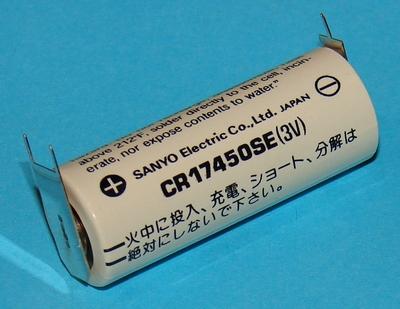 above 212°F, solder directly to the cell, incin-
erate, nor expose contents to water."
SANYO Electric Co., Ltd. JAPAN
CR17450SE(3V)
火中に投入、充電、ショート、分解は
絶対にしないで下さい。